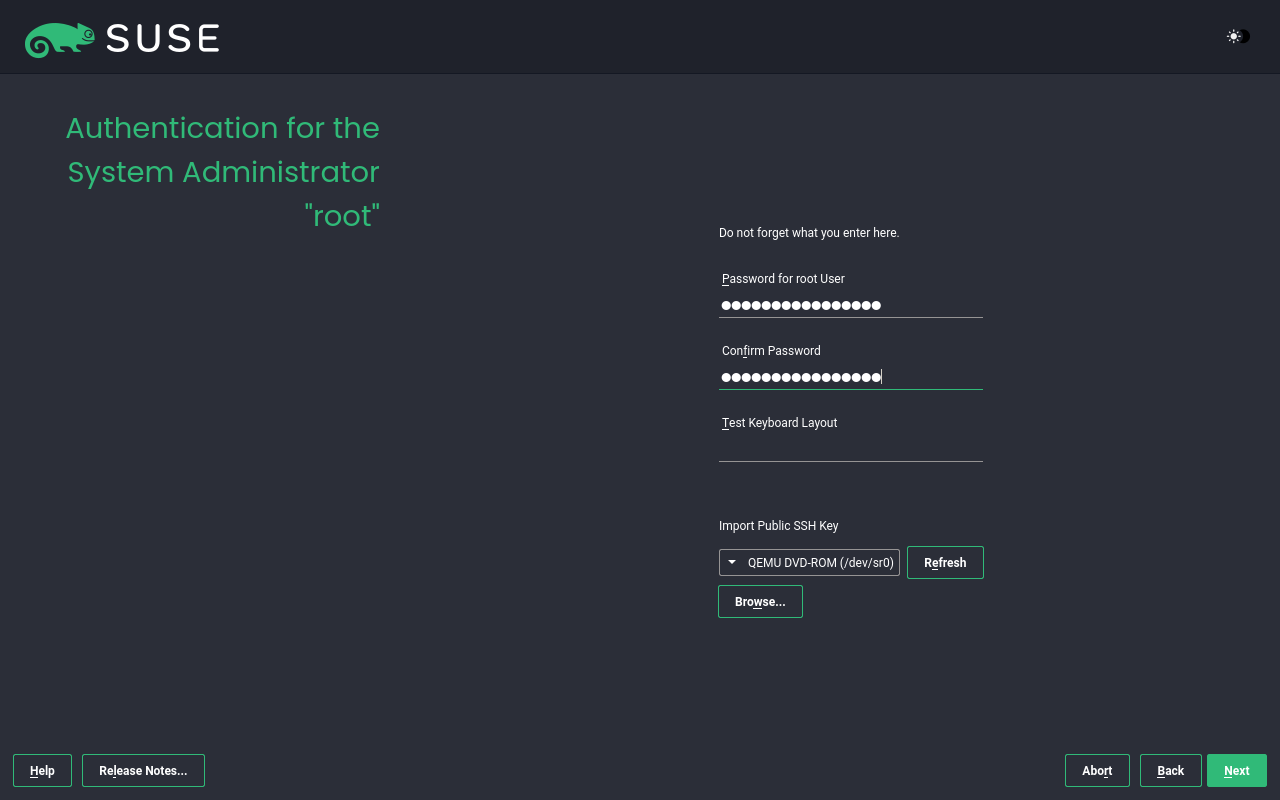 SUSE
Authentication for the
System Administrator
"root"
Do not forget what you enter here.
Password for root User
●●●●●●●●●●●●●●●●
Confirm Password
●●●●●●●●●●●●●●●●
Test Keyboard Layout
Import Public SSH Key
QEMU DVD-ROM (/dev/sr0) Refresh
Browse...
Help Release Notes... Abort Back Next